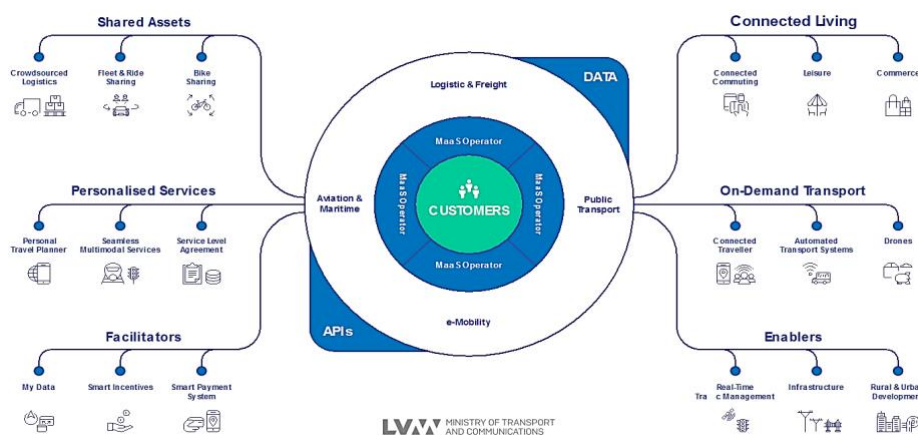 Shared Assets
Connected Living
Crowdsourced
Logistics
Fleet & Ride
Sharing
Bike
Sharing
Connected
Commuting
Leisure
Commerce
DATA
Logistic & Freight
MaaS Operator
MaaS Operator
MaaS Operator
MaaS Operator
CUSTOMERS
Aviation &
Maritime
Public
Transport
e-Mobility
APIs
Personalised Services
On-Demand Transport
Personal
Travel Planner
Seamless
Multimodal Services
Service Level
Agreement
Connected
Traveller
Automated
Transport Systems
Drones
Facilitators
Enablers
My Data
Smart Incentives
Smart Payment
System
Real-Time
Tra c Management
Infrastructure
Rural & Urba
Developmen
LVM MINISTRY OF TRANSPORT
AND COMMUNICATIONS